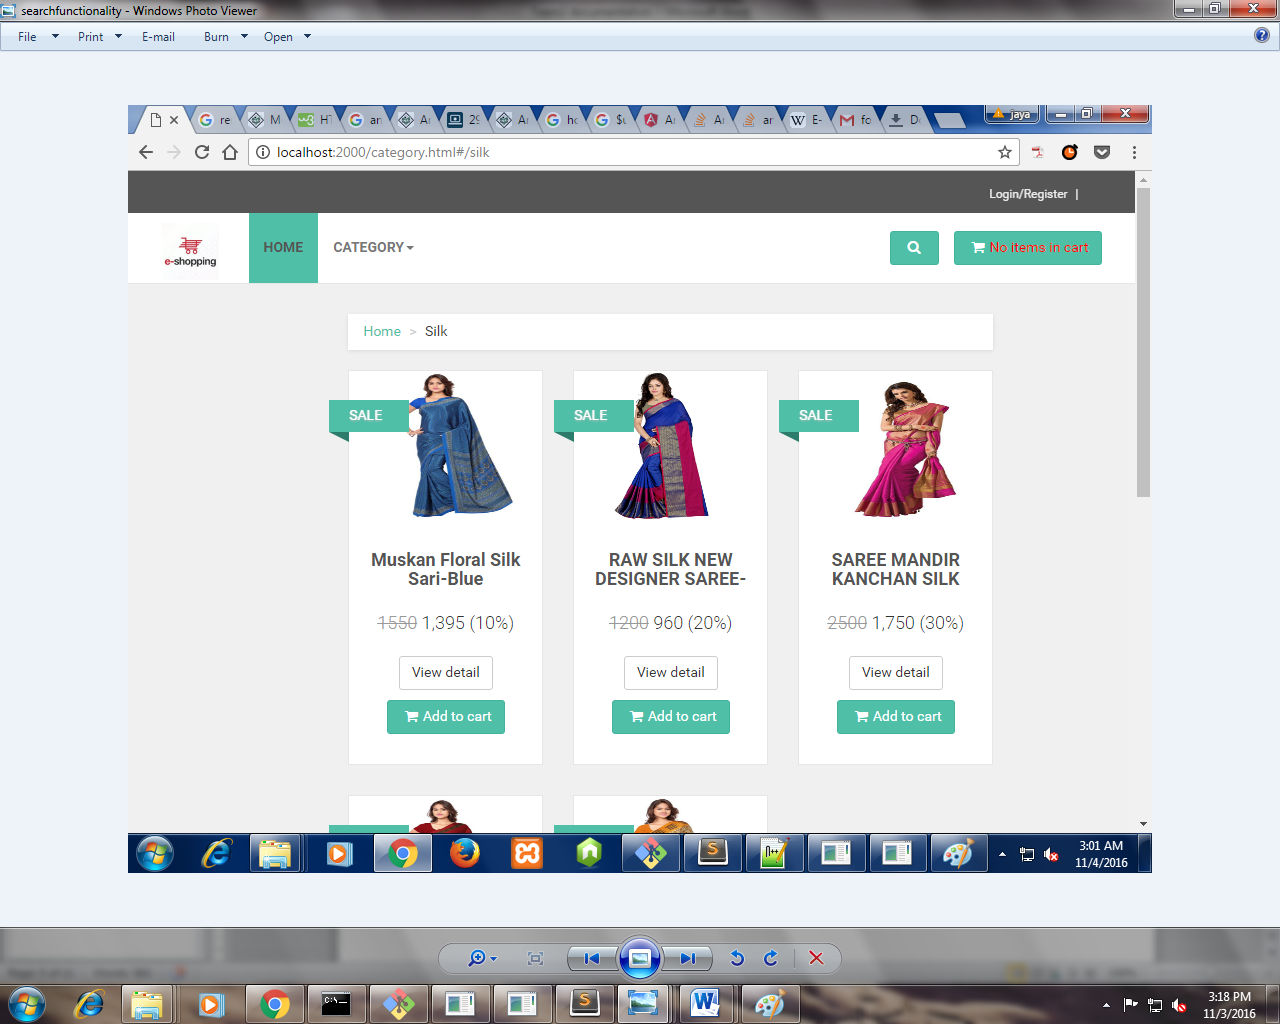 searchfunctionality - Windows Photo Viewer
File Print E-mail Burn Open
jaya
localhost:2000/category.html#/silk
Login/Register |
e-shopping
HOME CATEGORY
No items in cart
Home > Silk
SALE SALE SALE
Muskan Floral Silk
Sari-Blue
RAW SILK NEW
DESIGNER SAREE-
SAREE MANDIR
KANCHAN SILK
1550 1,395 (10%) 1200 960 (20%) 2500 1,750 (30%)
View detail View detail View detail
Add to cart Add to cart Add to cart
3:01 AM
11/4/2016
3:18 PM
11/3/2016